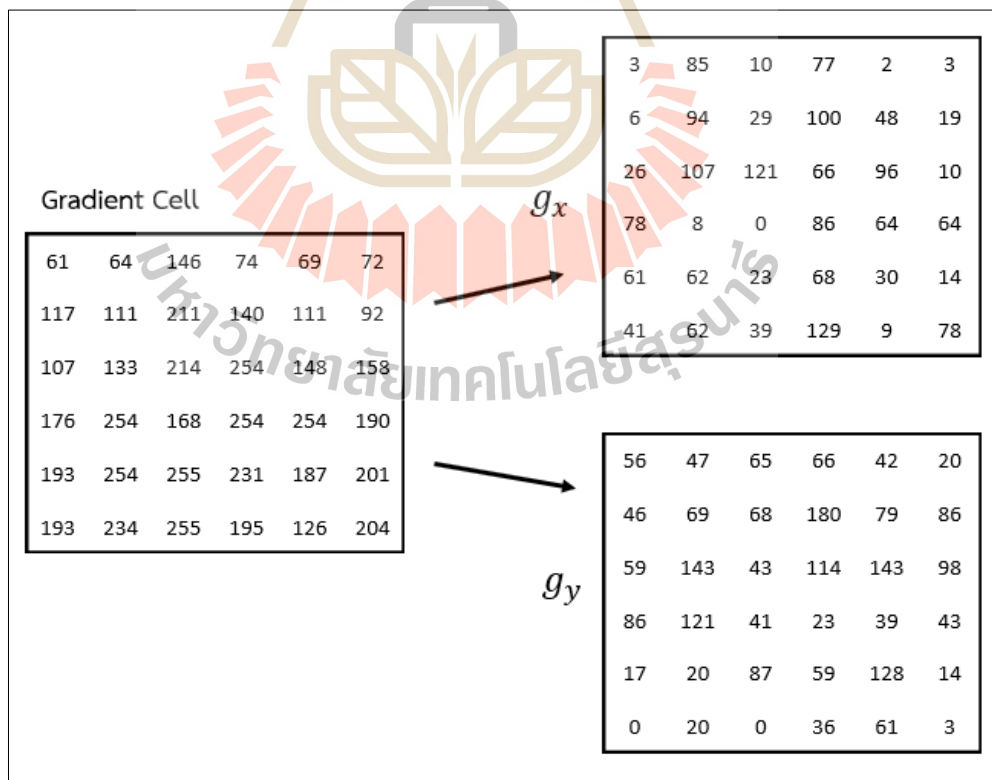 Gradient Cell
61 64 146 74 69 72
117 111 211 140 111 92
107 133 214 254 148 158
176 254 168 254 254 190
193 254 255 231 187 201
193 234 255 195 126 204
gₓ
3 85 10 77 2 3
6 94 29 100 48 19
26 107 121 66 96 10
78 8 0 86 64 64
61 62 23 68 30 14
41 62 39 129 9 78
g_y
56 47 65 66 42 20
46 69 68 180 79 86
59 143 43 114 143 98
86 121 41 23 39 43
17 20 87 59 128 14
0 20 0 36 61 3
มหาวิทยาลัยเทคโนโลยีสุรนารี